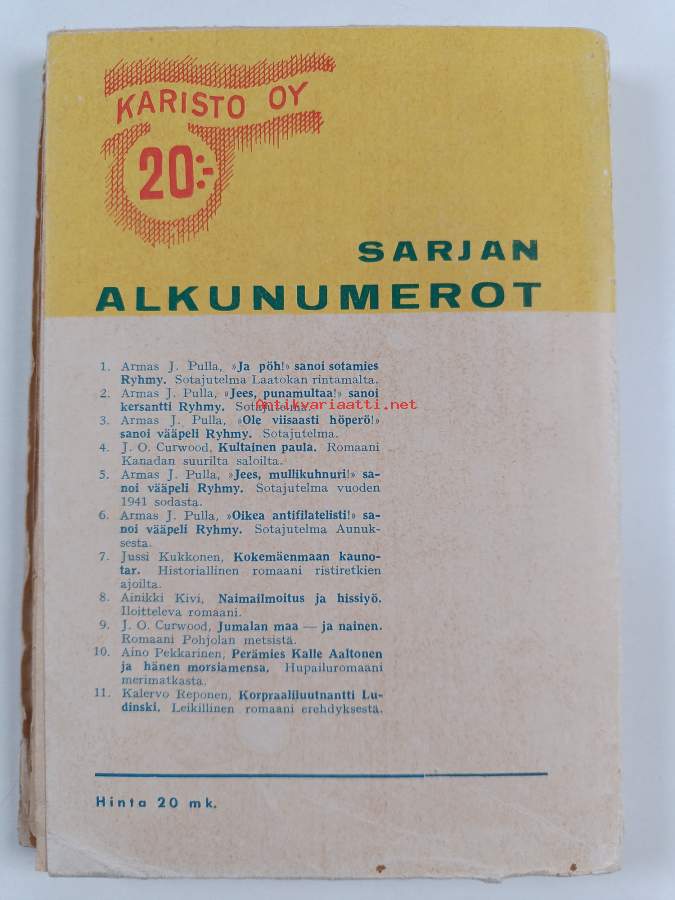 KARISTO OY
20:-
SARJAN
ALKUNUMEROT
1. Armas J. Pulla, »Ja pöh!» sanoi sotamies
Ryhmy. Sotajutelma Laatokan rintamalta.
2. Armas J. Pulla, »Jees, punamultaa!» sanoi
kersantti Ryhmy. Sotajutelma.
Antikvariaatti.net
3. Armas J. Pulla, »Ole viisaasti höperö!»
sanoi vääpeli Ryhmy. Sotajutelma.
4. J. O. Curwood, Kultainen paula. Romaani
Kanadan suurilta saloilta.
5. Armas J. Pulla, »Jees, mullikuhnuri!» sa-
noi vääpeli Ryhmy. Sotajutelma vuoden
1941 sodasta.
6. Armas J. Pulla, »Oikea antifilatelisti!» sa-
noi vääpeli Ryhmy. Sotajutelma Aunuk-
sesta.
7. Jussi Kukkonen, Kokemäenmaan kauno-
tar. Historiallinen romaani ristiretkien
ajoilta.
8. Ainikki Kivi, Naimailmoitus ja hissiyö.
Iloitteleva romaani.
9. J. O. Curwood, Jumalan maa — ja nainen.
Romaani Pohjolan metsistä.
10. Aino Pekkarinen, Perämies Kalle Aaltonen
ja hänen morsiamensa. Hupailuromaani
merimatkasta.
11. Kalervo Reponen, Korpraaliluutnantti Lu-
dinski. Leikillinen romaani erehdyksestä.
Hinta 20 mk.